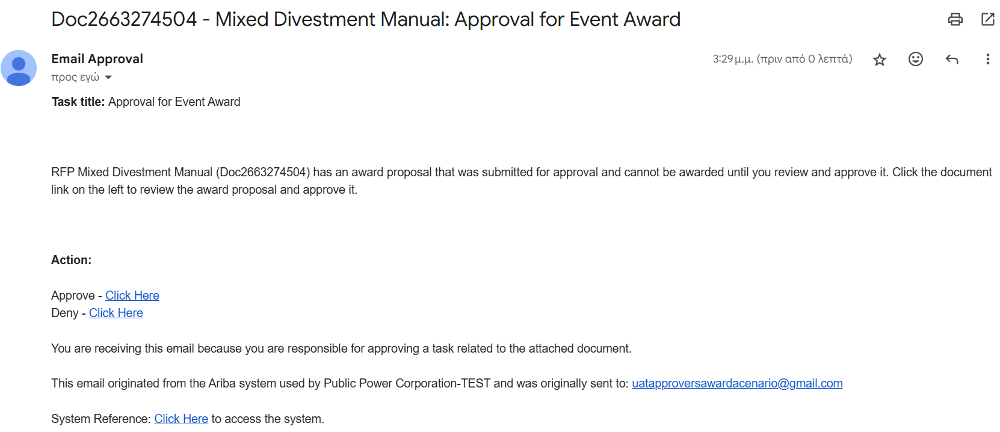 Doc2663274504 - Mixed Divestment Manual: Approval for Event Award
Email Approval
3:29 μ.μ. (πριν από 0 λεπτά)
προς εγώ
Task title: Approval for Event Award
RFP Mixed Divestment Manual (Doc2663274504) has an award proposal that was submitted for approval and cannot be awarded until you review and approve it. Click the document
link on the left to review the award proposal and approve it.
Action:
Approve - Click Here
Deny - Click Here
You are receiving this email because you are responsible for approving a task related to the attached document.
This email originated from the Ariba system used by Public Power Corporation-TEST and was originally sent to: uatapproversawardacenario@gmail.com
System Reference: Click Here to access the system.